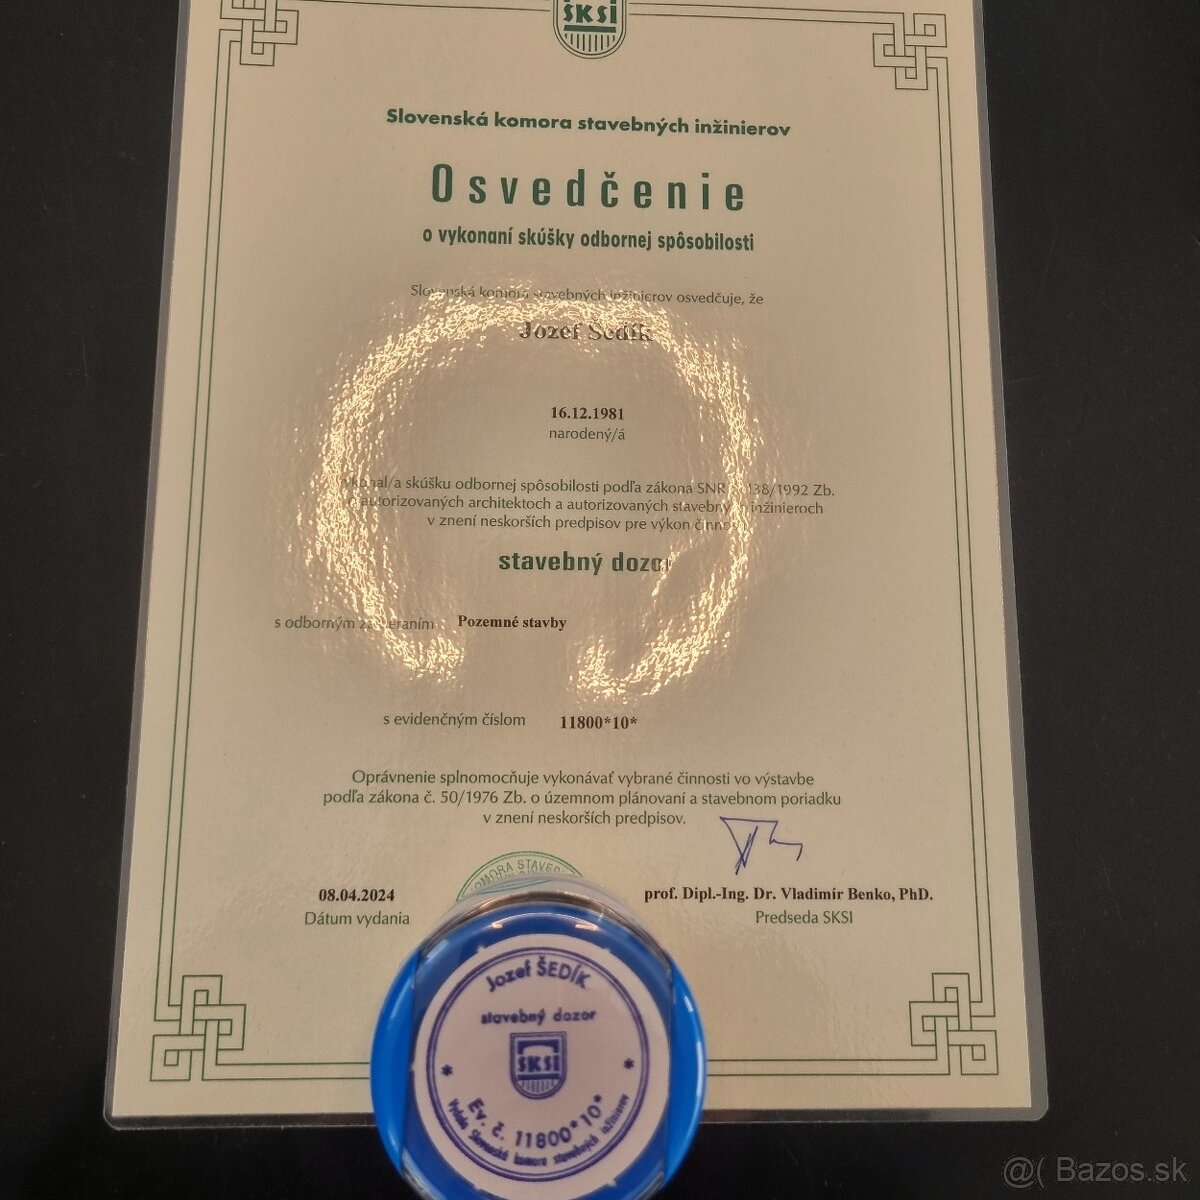 SKSI
Slovenská komora stavebných inžinierov
Osvedčenie
o vykonaní skúšky odbornej spôsobilosti
Slovenská komora stavebných inžinierov osvedčuje, že
Jozef Šedík
16.12.1981
narodený/á
vykonal/a skúšku odbornej spôsobilosti podľa zákona SNR 138/1992 Zb.
o autorizovaných architektoch a autorizovaných stavebných inžinieroch
v znení neskorších predpisov pre výkon činnosti
stavebný dozor
s odborným zameraním Pozemné stavby
s evidenčným číslom 11800*10*
Oprávnenie splnomocňuje vykonávať vybrané činnosti vo výstavbe
podľa zákona č. 50/1976 Zb. o územnom plánovaní a stavebnom poriadku
v znení neskorších predpisov.
KOMORA
08.04.2024 prof. Dipl.-Ing. Dr. Vladimír Benko, PhD.
Dátum vydania Predseda SKSI
Jozef ŠEDÍK
stavebný dozor
SKSI
* *
Ev. č. 11800*10*
Slovenská komora stavebných inžinierov
@( Bazos.sk